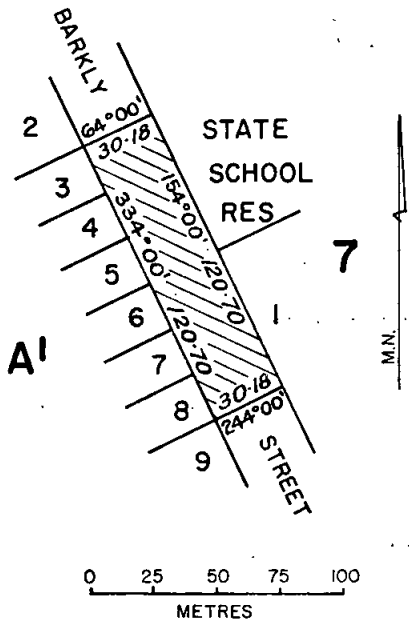 BARKLY
64°00'
30·18
2
STATE
SCHOOL
RES
3
154°00'
4
334°00'
7
5
120·70
1
6
120·70
A¹
7
M.N.
30·18
8
244°00'
9
STREET
0 25 50 75 100
METRES